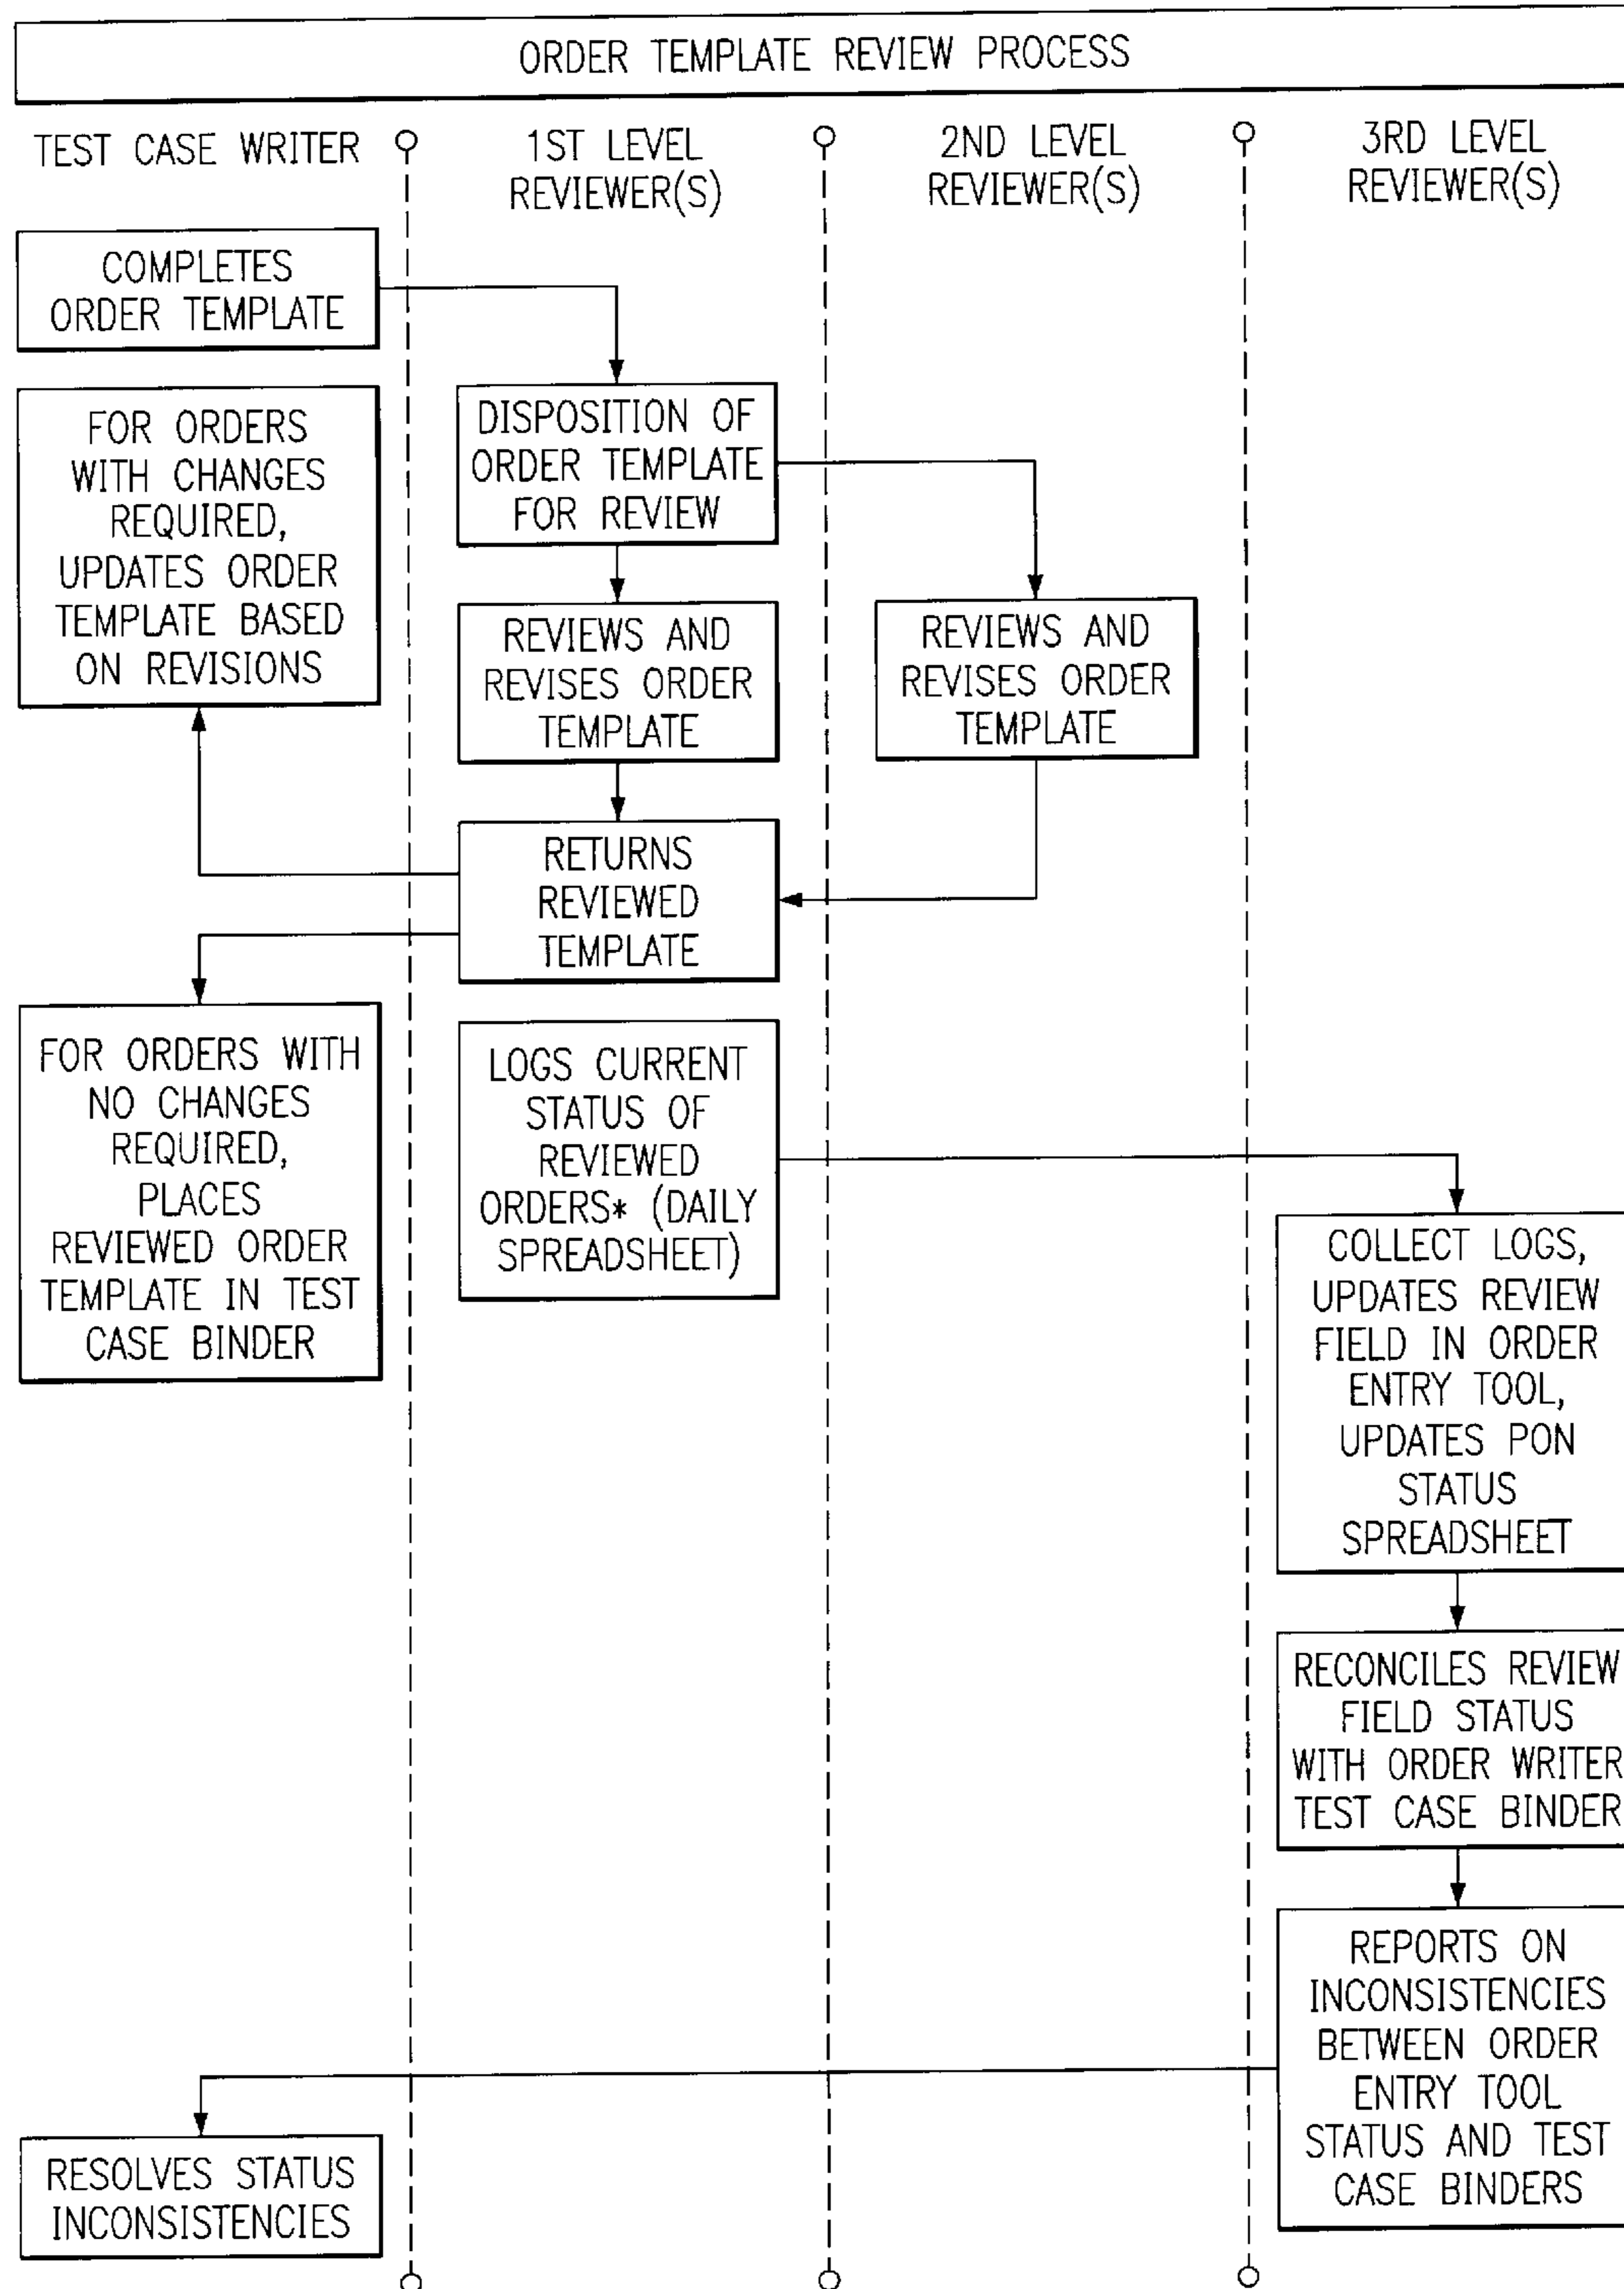 ORDER TEMPLATE REVIEW PROCESS
TEST CASE WRITER
1ST LEVEL
REVIEWER(S)
2ND LEVEL
REVIEWER(S)
3RD LEVEL
REVIEWER(S)
COMPLETES
ORDER TEMPLATE
FOR ORDERS
WITH CHANGES
REQUIRED,
UPDATES ORDER
TEMPLATE BASED
ON REVISIONS
DISPOSITION OF
ORDER TEMPLATE
FOR REVIEW
REVIEWS AND
REVISES ORDER
TEMPLATE
REVIEWS AND
REVISES ORDER
TEMPLATE
RETURNS
REVIEWED
TEMPLATE
FOR ORDERS WITH
NO CHANGES
REQUIRED,
PLACES
REVIEWED ORDER
TEMPLATE IN TEST
CASE BINDER
LOGS CURRENT
STATUS OF
REVIEWED
ORDERS* (DAILY
SPREADSHEET)
COLLECT LOGS,
UPDATES REVIEW
FIELD IN ORDER
ENTRY TOOL,
UPDATES PON
STATUS
SPREADSHEET
RECONCILES REVIEW
FIELD STATUS
WITH ORDER WRITER
TEST CASE BINDER
REPORTS ON
INCONSISTENCIES
BETWEEN ORDER
ENTRY TOOL
STATUS AND TEST
CASE BINDERS
RESOLVES STATUS
INCONSISTENCIES